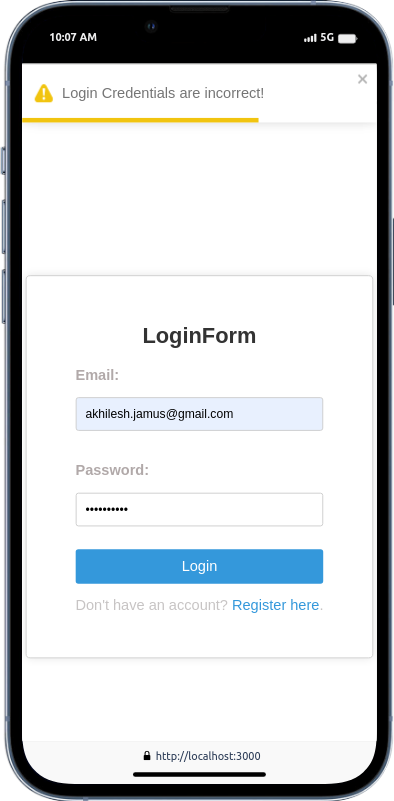 10:07 AM 5G
Login Credentials are incorrect!
LoginForm
Email:
akhilesh.jamus@gmail.com
Password:
••••••••••
Login
Don't have an account? Register here.
http://localhost:3000